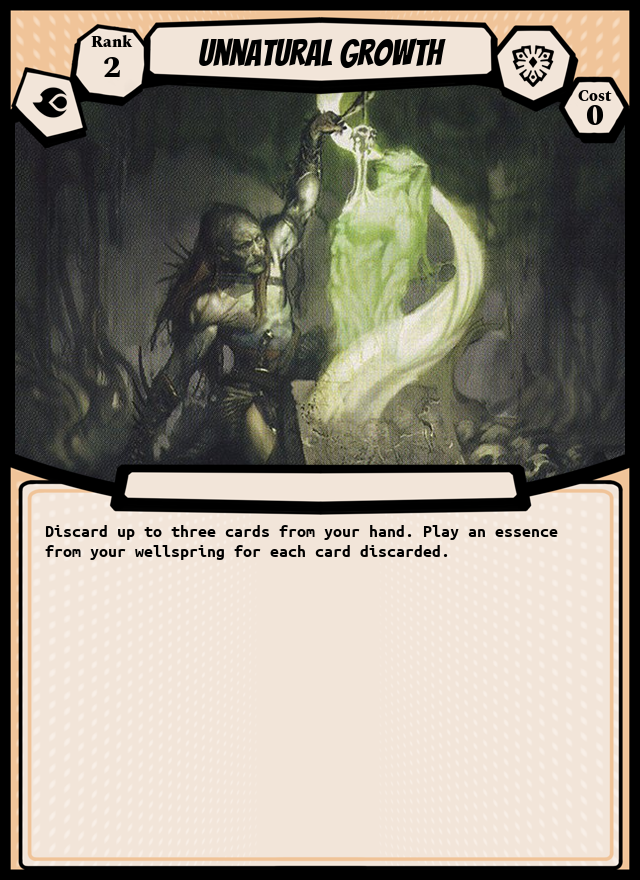 Rank
2
UNNATURAL GROWTH
Cost
0
Discard up to three cards from your hand. Play an essence
from your wellspring for each card discarded.